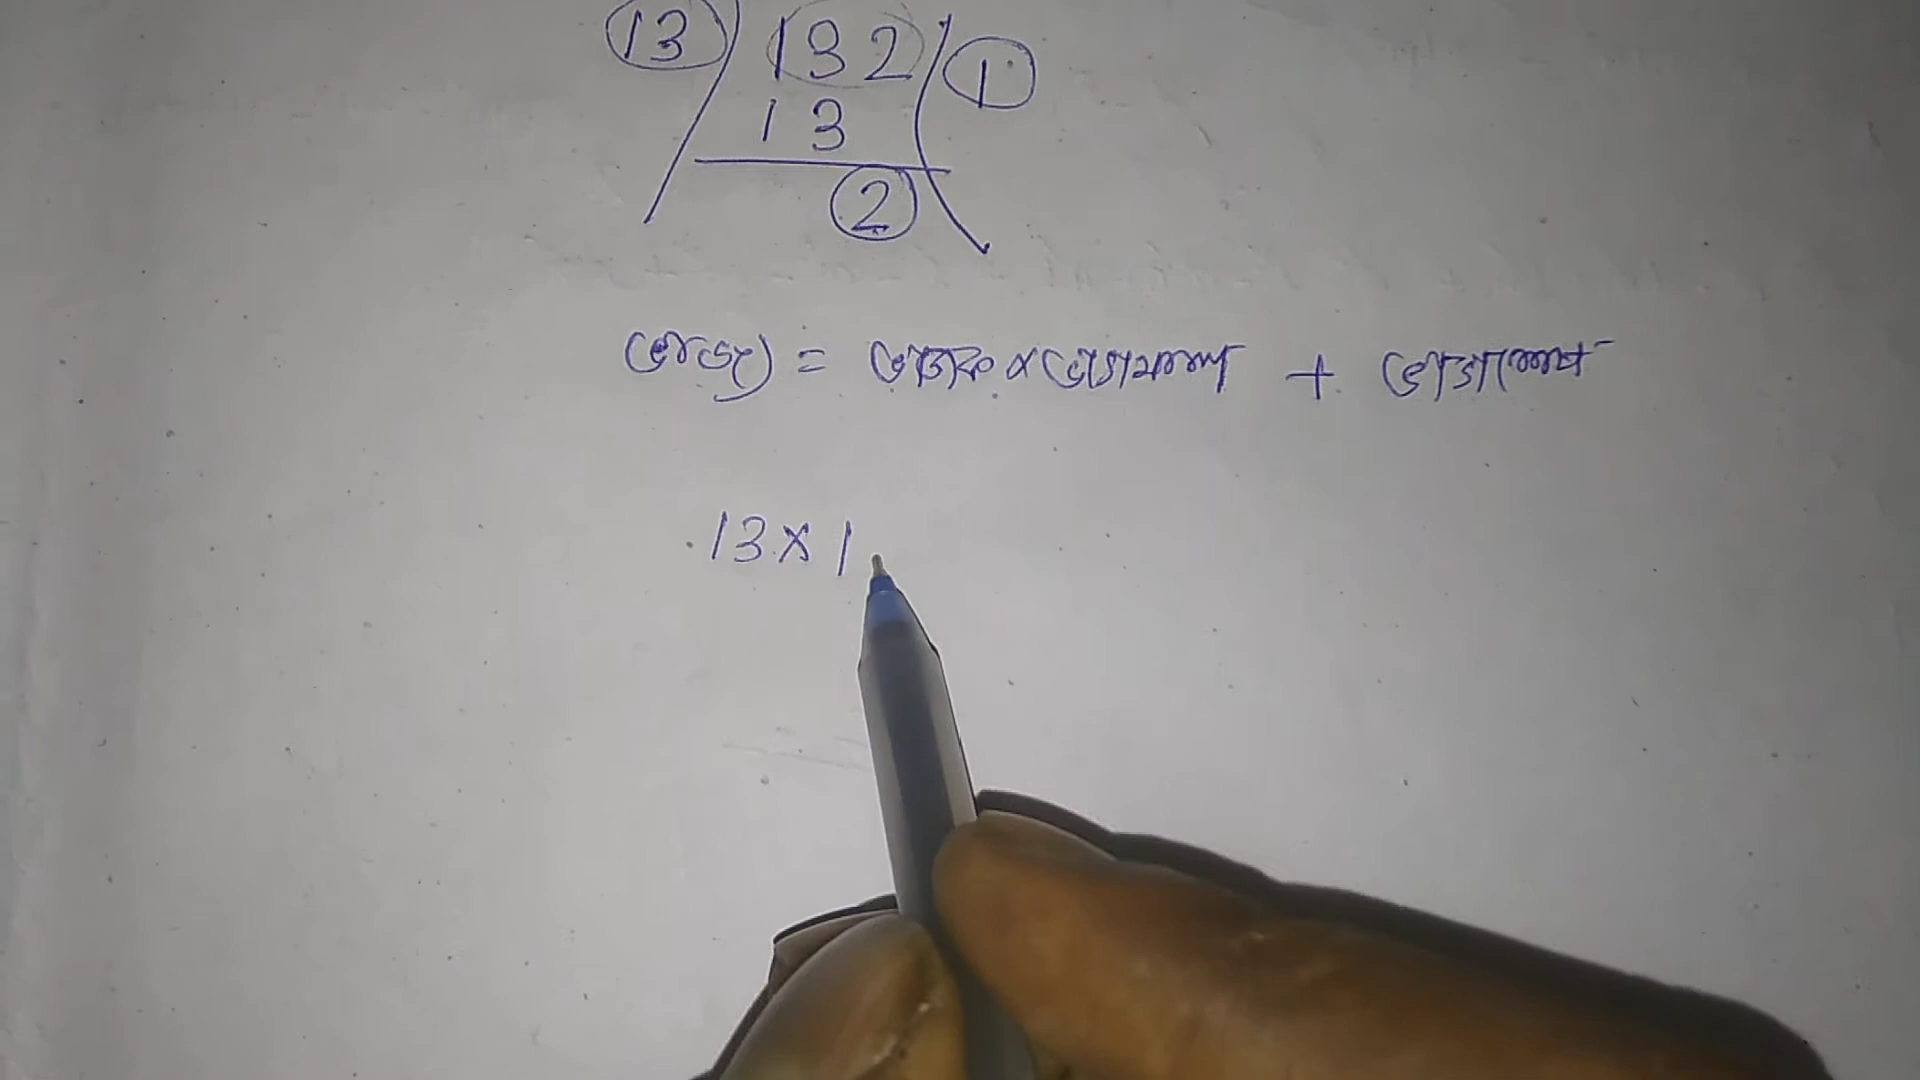 13 ) 132 ( 1
13
2
ভাজ্য = ভাজক × ভাগফল + ভাগশেষ
13 × 1